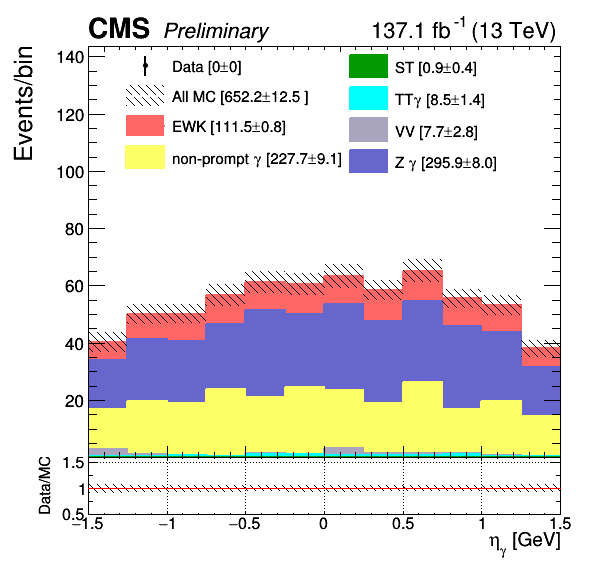 CMS Preliminary 137.1 fb⁻¹ (13 TeV)
Events/bin
Data [0±0]
All MC [652.2±12.5 ]
EWK [111.5±0.8]
non-prompt γ [227.7±9.1]
ST [0.9±0.4]
TTγ [8.5±1.4]
VV [7.7±2.8]
Z γ [295.9±8.0]
140
120
100
80
60
40
20
Data/MC
1.5
1
0.5
−1.5 −1 −0.5 0 0.5 1 1.5
η_γ [GeV]